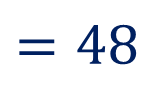 = 48